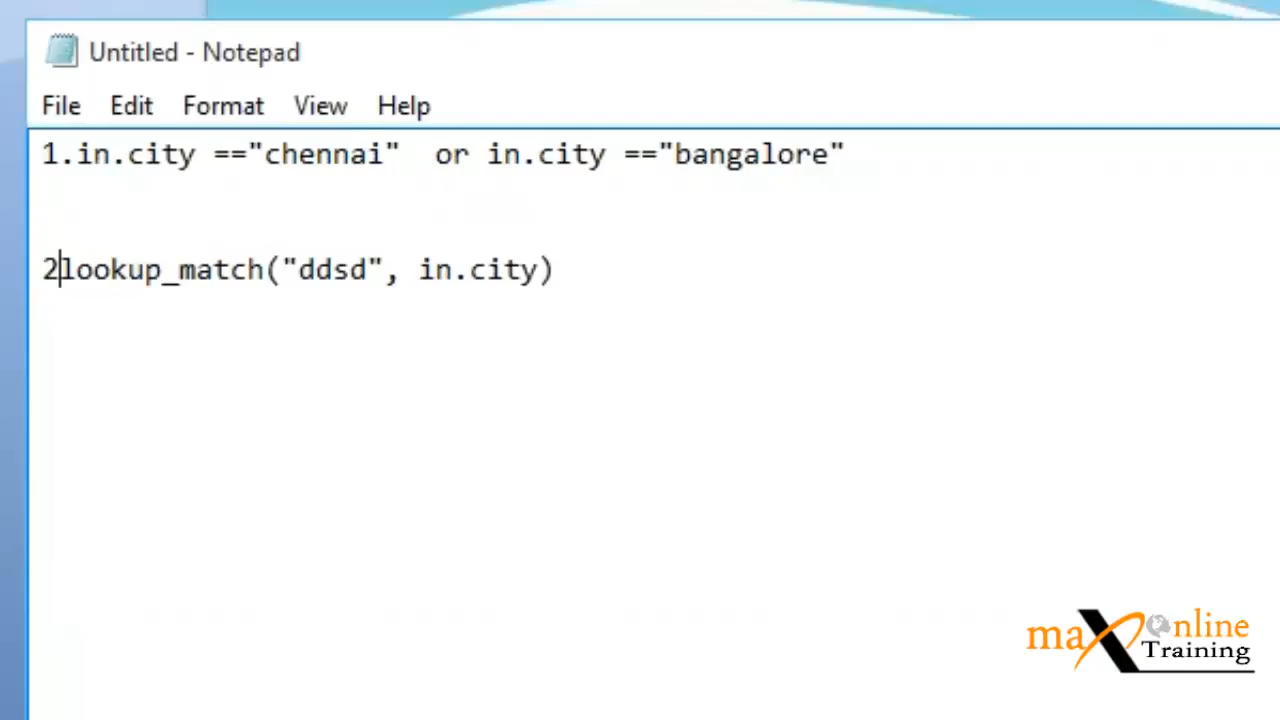 Untitled - Notepad
File Edit Format View Help
1.in.city =="chennai"  or in.city =="bangalore"
2lookup_match("ddsd", in.city)
maX Online
Training